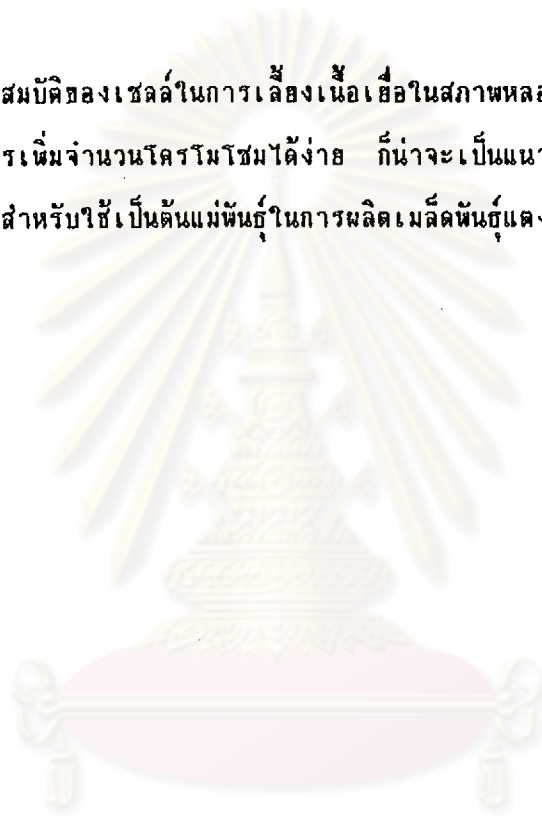 สมบัติของเซลล์ในการเลี้ยงเนื้อเยื่อในสภาพหลอ
รเพิ่มจำนวนโครโมโซมได้ง่าย ก็น่าจะเป็นแนว
สำหรับใช้เป็นต้นแม่พันธุ์ในการผลิตเมล็ดพันธุ์แตง